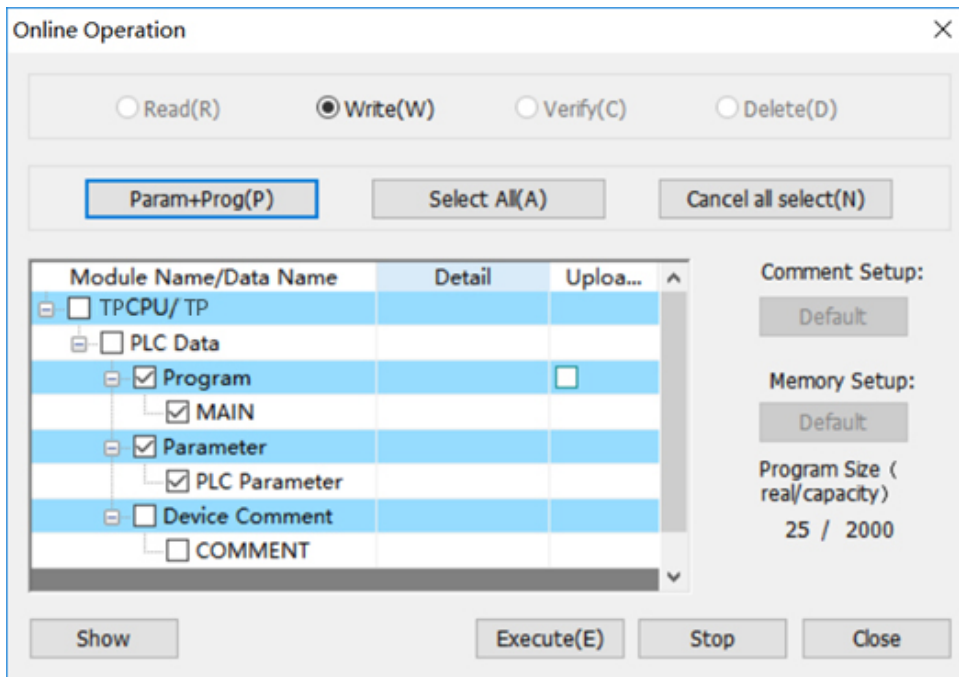 Online Operation
Read(R) Write(W) Verify(C) Delete(D)
Param+Prog(P) Select All(A) Cancel all select(N)
Module Name/Data Name Detail Uploa...
TPCPU/ TP
PLC Data
Program
MAIN
Parameter
PLC Parameter
Device Comment
COMMENT
Comment Setup:
Default
Memory Setup:
Default
Program Size (
real/capacity)
25 / 2000
Show Execute(E) Stop Close